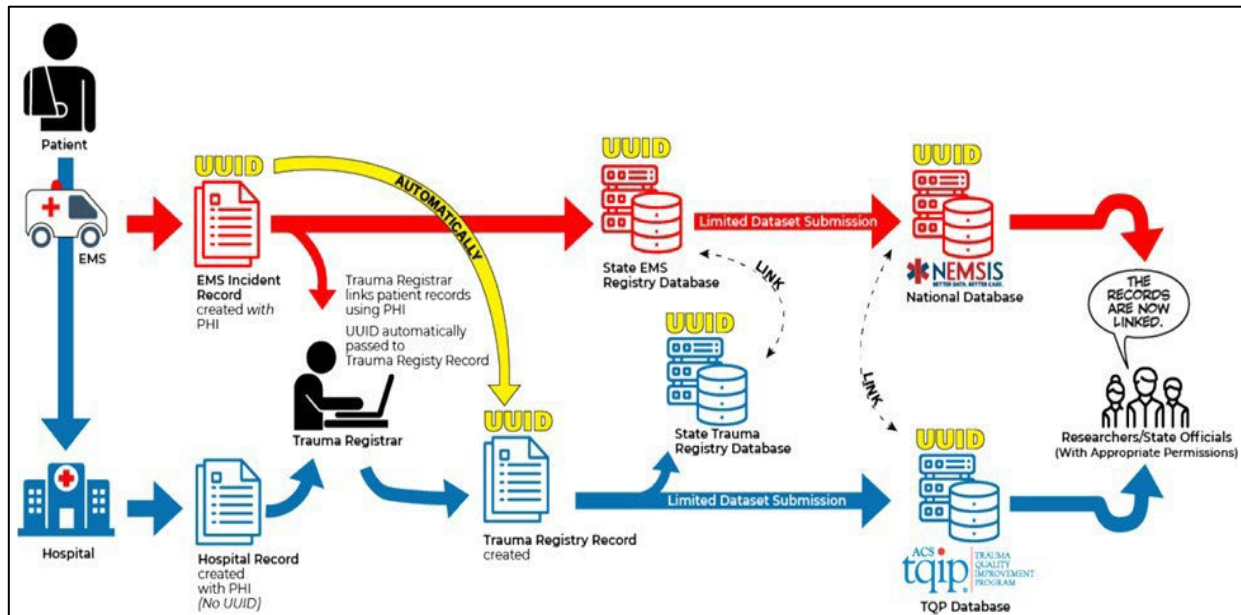 Patient
EMS
UUID
EMS Incident
Record
created with
PHI
AUTOMATICALLY
Trauma Registrar
links patient records
using PHI
UUID automatically
passed to
Trauma Registy Record
Trauma Registrar
UUID
State EMS
Registry Database
Limited Dataset Submission
UUID
NEMSIS
BETTER DATA. BETTER CARE.
National Database
THE
RECORDS
ARE NOW
LINKED.
LINK
UUID
State Trauma
Registry Database
LINK
Researchers/State Officials
(With Appropriate Permissions)
Hospital
Hospital Record
created
with PHI
(No UUID)
UUID
Trauma Registry Record
created
Limited Dataset Submission
UUID
ACS
tqip
TRAUMA
QUALITY
IMPROVEMENT
PROGRAM
TQP Database